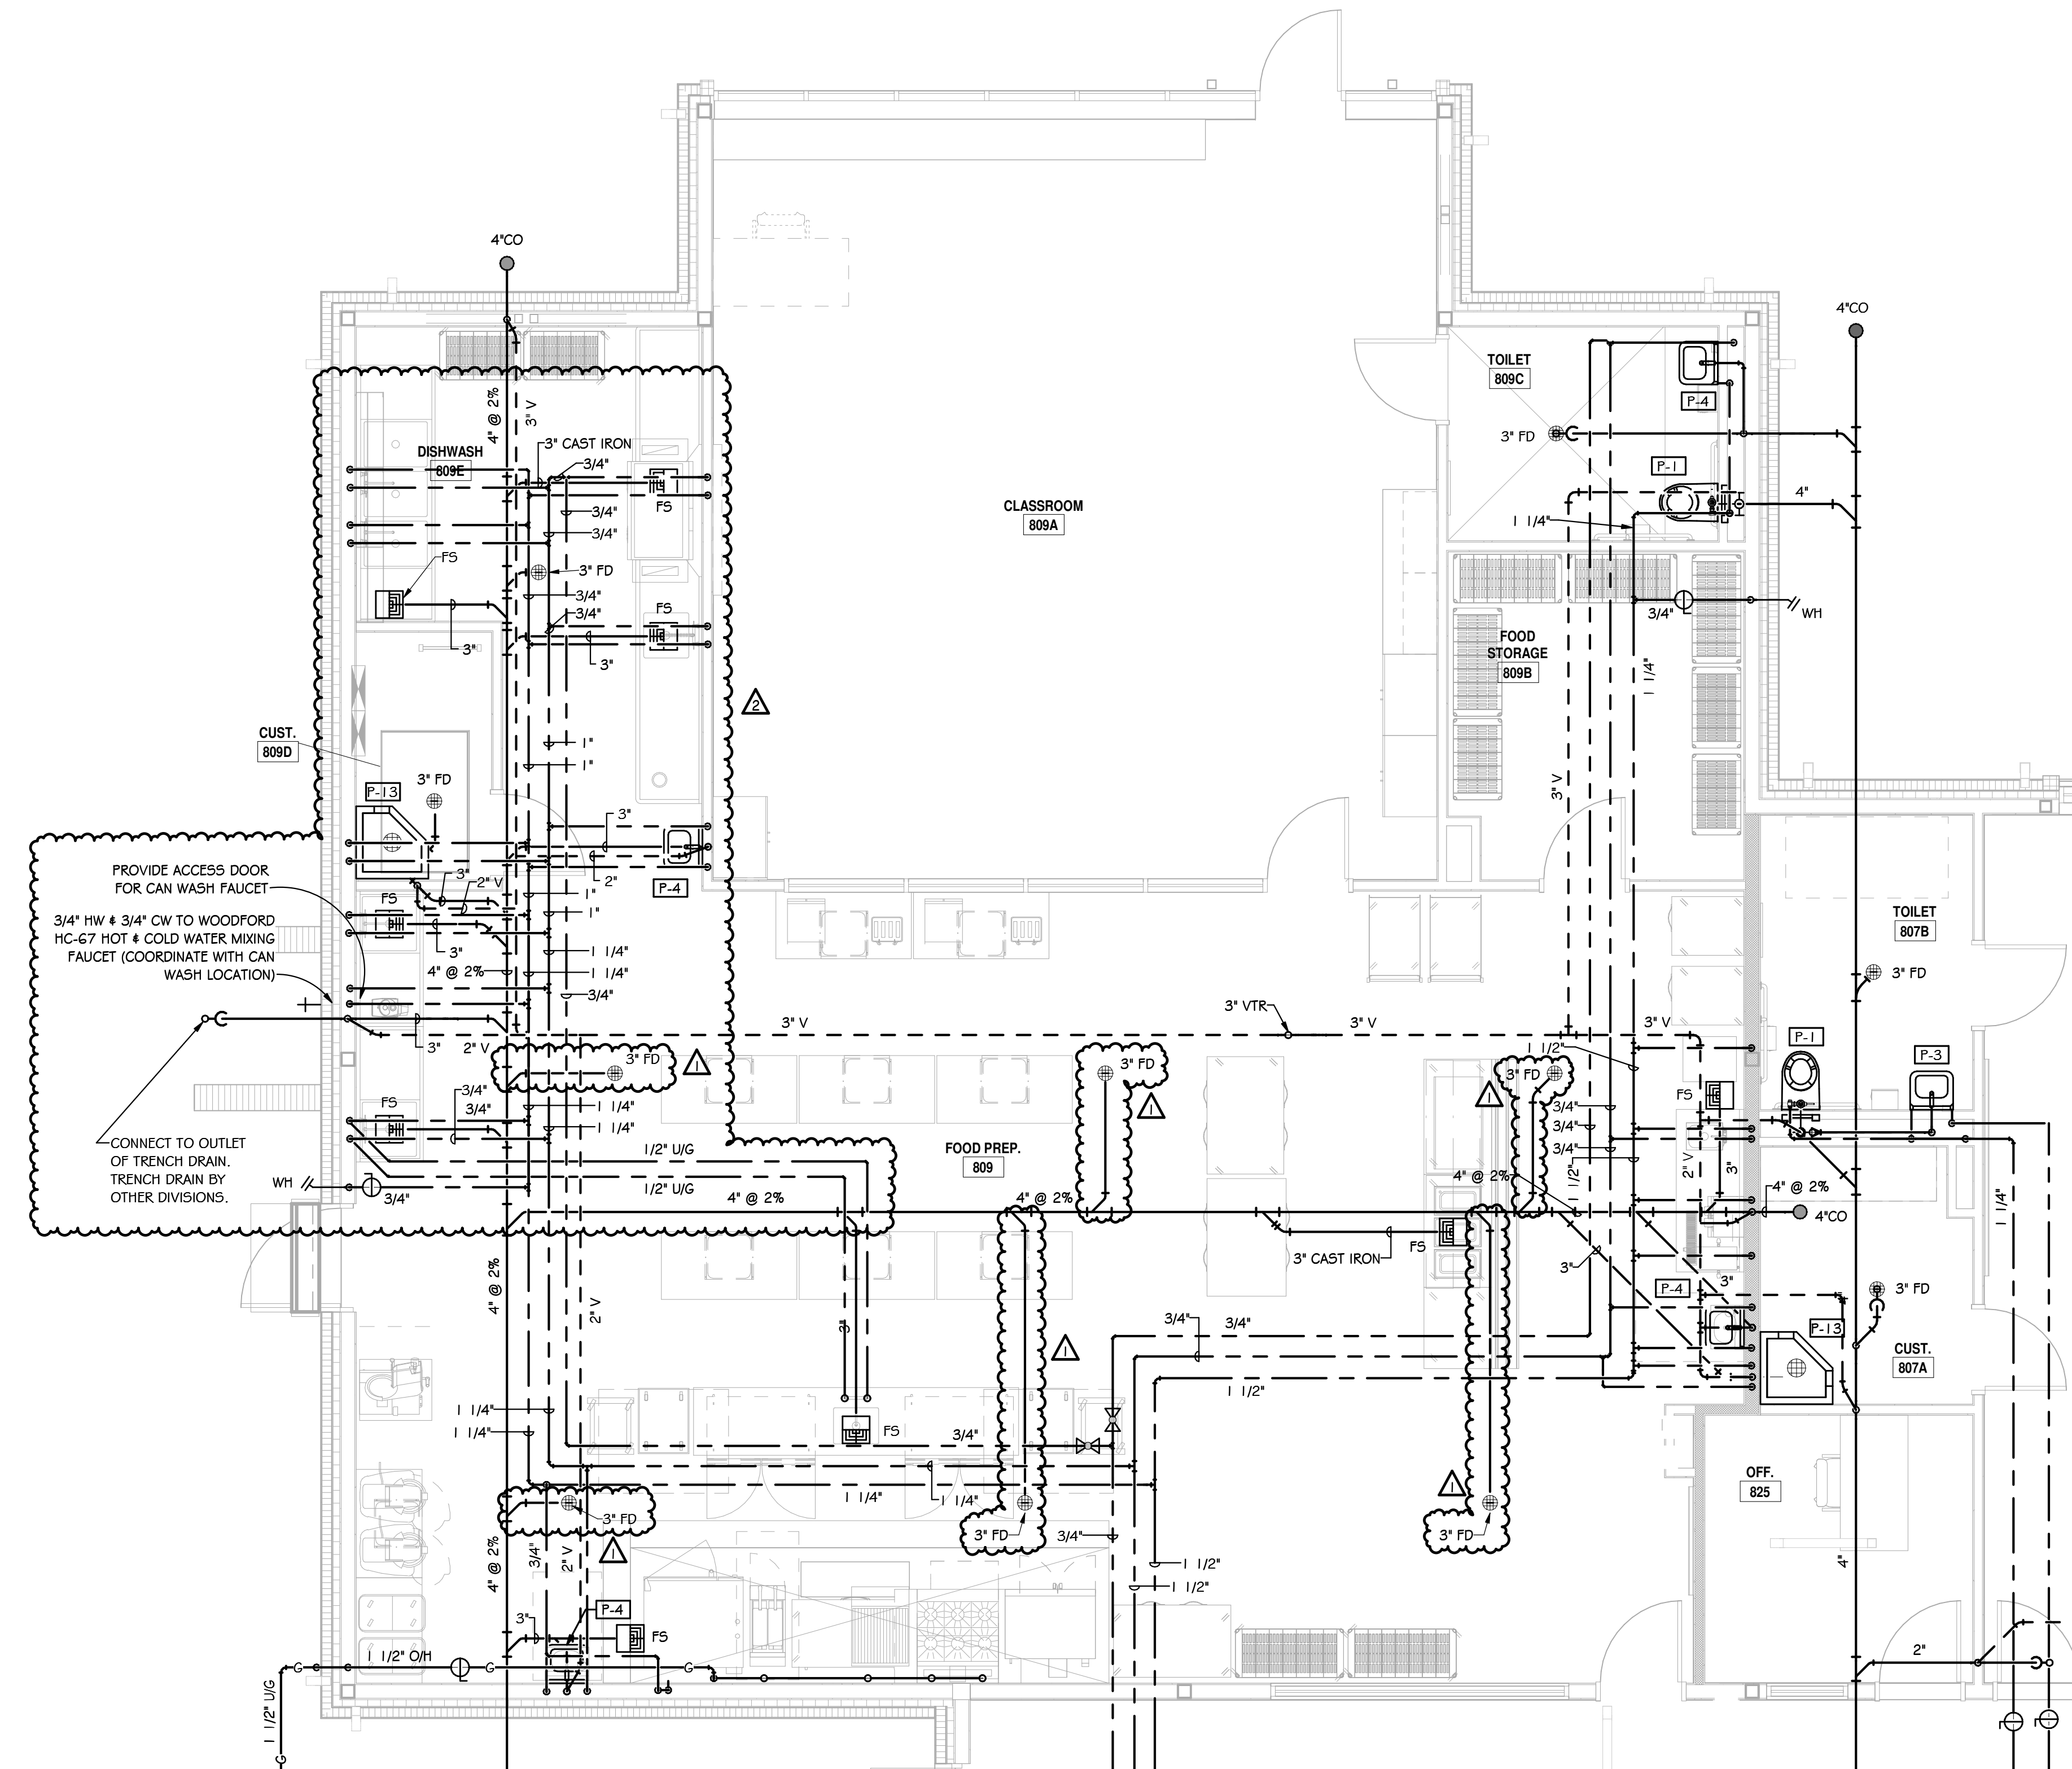 4"CO
4"CO
TOILET
809C
P-4
3" FD
P-1
4"
1 1/4"
3/4"
WH
4" @ 2%
3" V
3" CAST IRON
3/4"
DISHWASH
809E
FS
3/4"
3/4"
FS
3" FD
3/4"
3/4"
FS
3"
3"
CLASSROOM
809A
FOOD
STORAGE
809B
1 1/4"
3" V
2
CUST.
809D
1"
1"
3" FD
P-13
3"
2"
P-4
3"
2" V
FS
1"
1"
3"
1 1/4"
4" @ 2%
1 1/4"
3/4"
PROVIDE ACCESS DOOR
FOR CAN WASH FAUCET
3/4" HW & 3/4" CW TO WOODFORD
HC-67 HOT & COLD WATER MIXING
FAUCET (COORDINATE WITH CAN
WASH LOCATION)
TOILET
807B
3" FD
3" V
3" VTR
3" V
3" V
3"
2" V
3" FD
1
3" FD
1
3" FD
1
1 1/2"
P-1
P-3
FS
3/4"
3/4"
FS
1 1/4"
1 1/4"
3/4"
3/4"
3/4"
1 1/2"
2" V
3"
CONNECT TO OUTLET
OF TRENCH DRAIN.
TRENCH DRAIN BY
OTHER DIVISIONS.
1/2" U/G
1/2" U/G
WH
3/4"
FOOD PREP.
809
4" @ 2%
4" @ 2%
4" @ 2%
4" @ 2%
4"CO
1 1/4"
3" CAST IRON
FS
3"
3"
P-4
3" FD
P-13
CUST.
807A
4" @ 2%
2" V
3"
3/4"
3/4"
1
1 1/2"
1 1/4"
1 1/4"
FS
3/4"
1 1/4"
1 1/4"
3" FD
1
3" FD
3/4"
3" FD
1
OFF.
825
4" @ 2%
3/4"
2" V
1 1/2"
1 1/2"
4"
P-4
3"
FS
1 1/2" O/H
G
G
G
1 1/2" U/G
G
2"